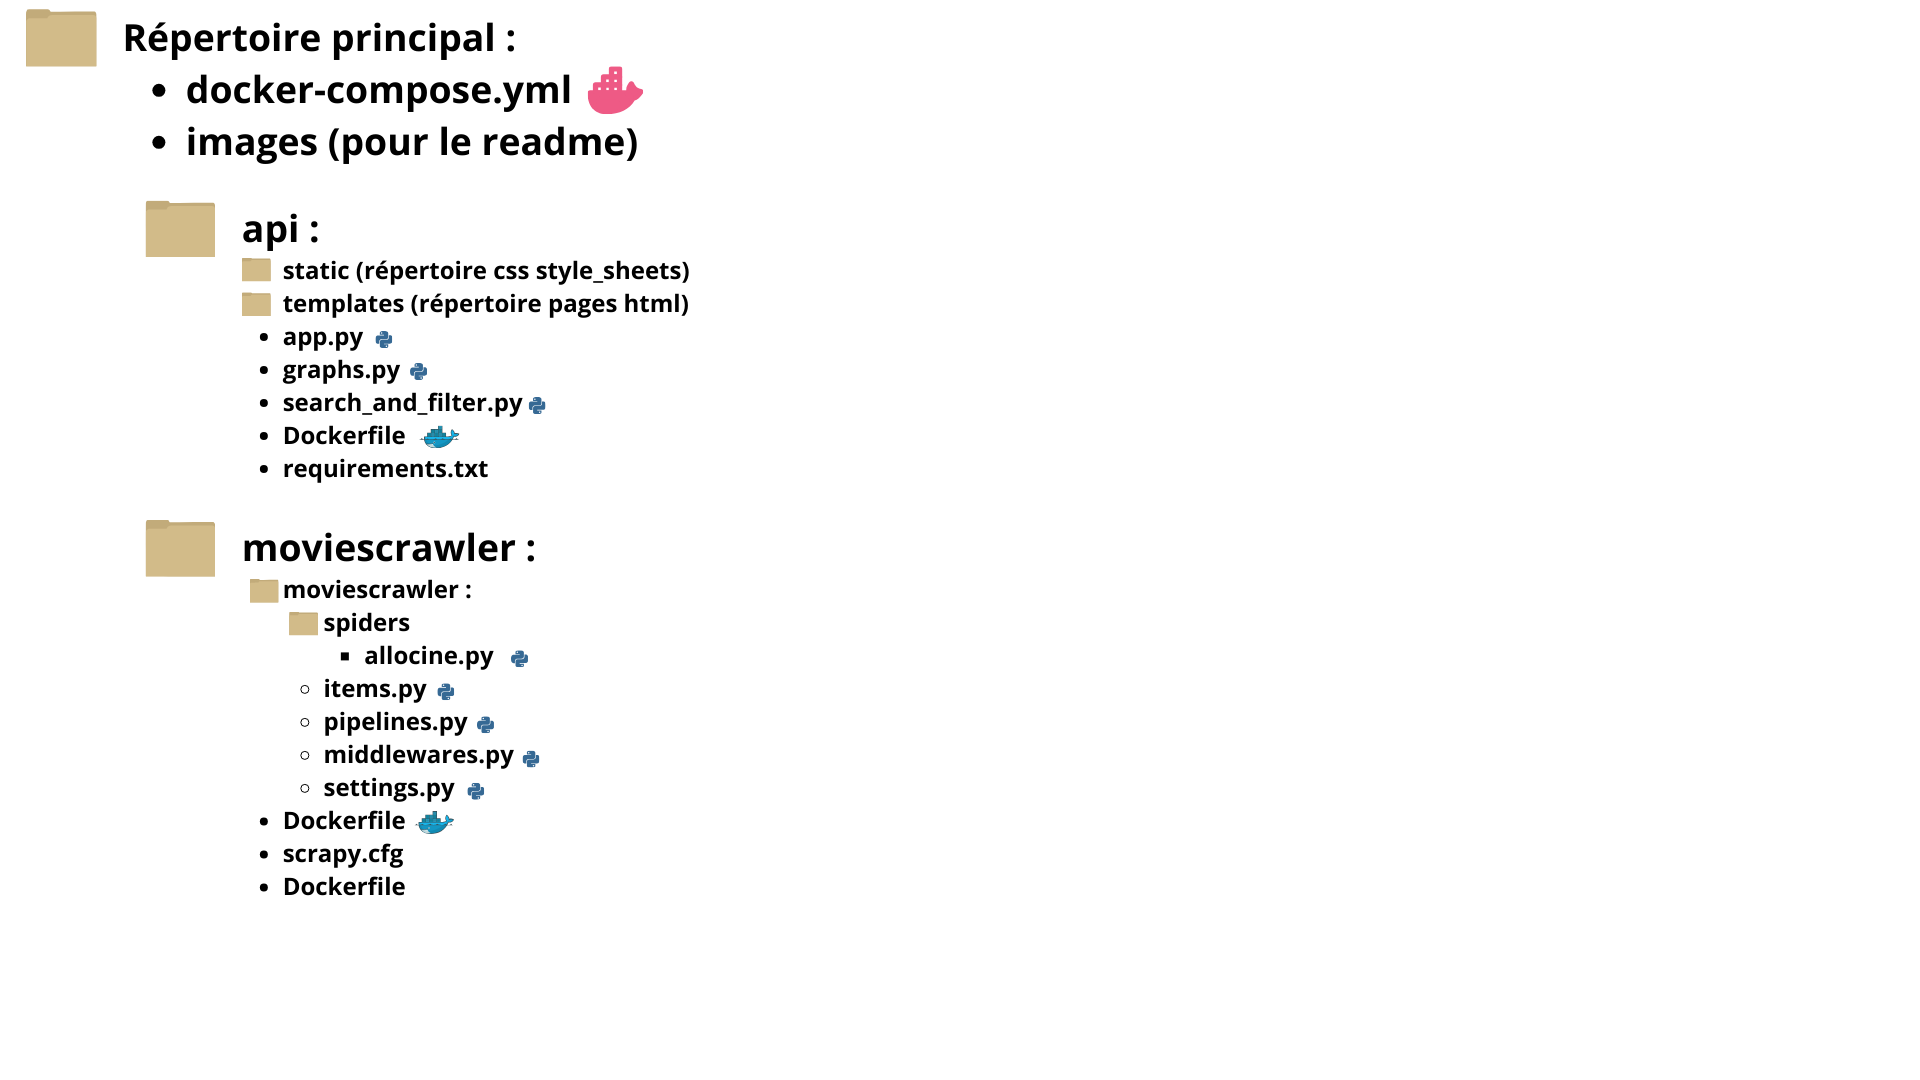 Répertoire principal :
docker-compose.yml
images (pour le readme)
api :
static (répertoire css style_sheets)
templates (répertoire pages html)
app.py
graphs.py
search_and_filter.py
Dockerfile
requirements.txt
moviescrawler :
moviescrawler :
spiders
allocine.py
items.py
pipelines.py
middlewares.py
settings.py
Dockerfile
scrapy.cfg
Dockerfile